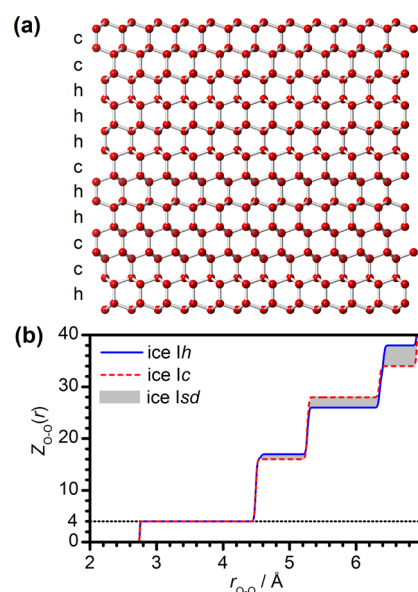 (a)
c
c
h
h
h
c
h
h
c
c
h
(b)
40
30
20
10
4
0
Z_O-O(r)
ice Ih
ice Ic
ice Isd
2 3 4 5 6
r_O-O / Å